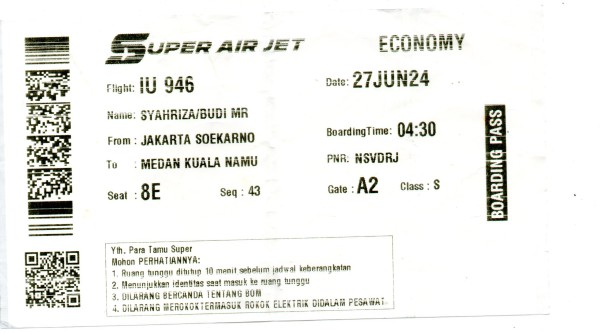 SUPER AIR JET ECONOMY
Flight: IU 946 Date: 27JUN24
Name: SYAHRIZA/BUDI MR
From : JAKARTA SOEKARNO BoardingTime: 04:30
To : MEDAN KUALA NAMU PNR: NSVDRJ
Seat : 8E Seq : 43 Gate : A2 Class : S
BOARDING PASS
Yth. Para Tamu Super
Mohon PERHATIANNYA:
1. Ruang tunggu ditutup 10 menit sebelum jadwal keberangkatan
2. Menunjukkan identitas saat masuk ke ruang tunggu
3. DILARANG BERCANDA TENTANG BOM
4. DILARANG MEROKOKTERMASUK ROKOK ELEKTRIK DIDALAM PESAWAT